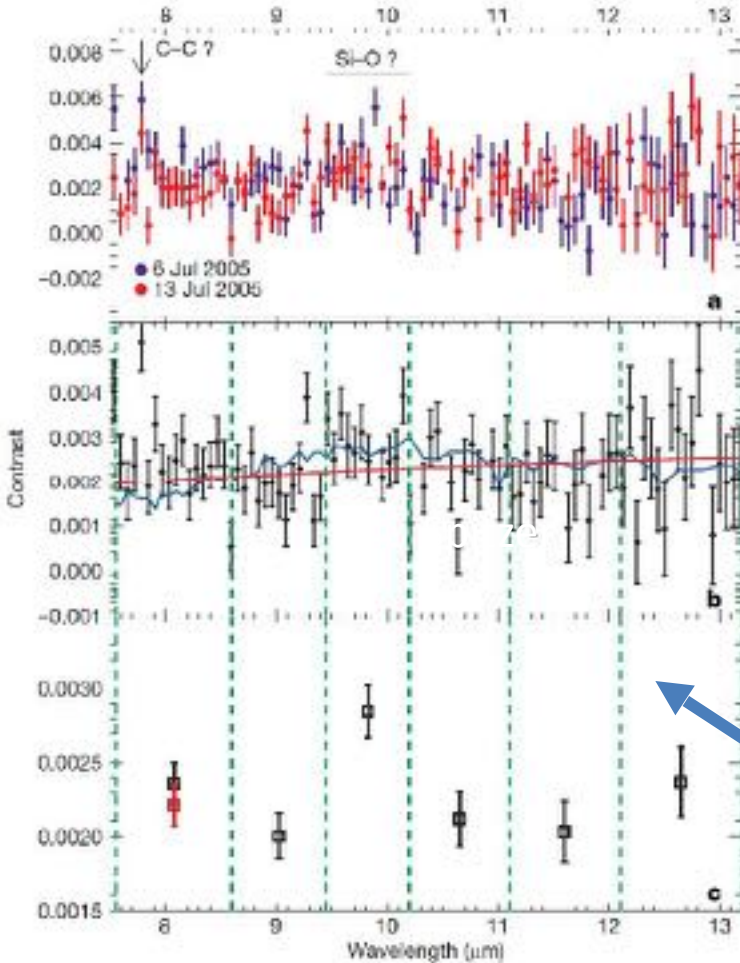 8 9 10 11 12 13
0.008
C–C ?
Si–O ?
0.006
0.004
0.002
0.000
–0.002
6 Jul 2005
13 Jul 2005
a
0.005
0.004
0.003
0.002
0.001
0.000
–0.001
b
Contrast
0.0030
0.0025
0.0020
0.0015
c
8 9 10 11 12 13
Wavelength (μm)